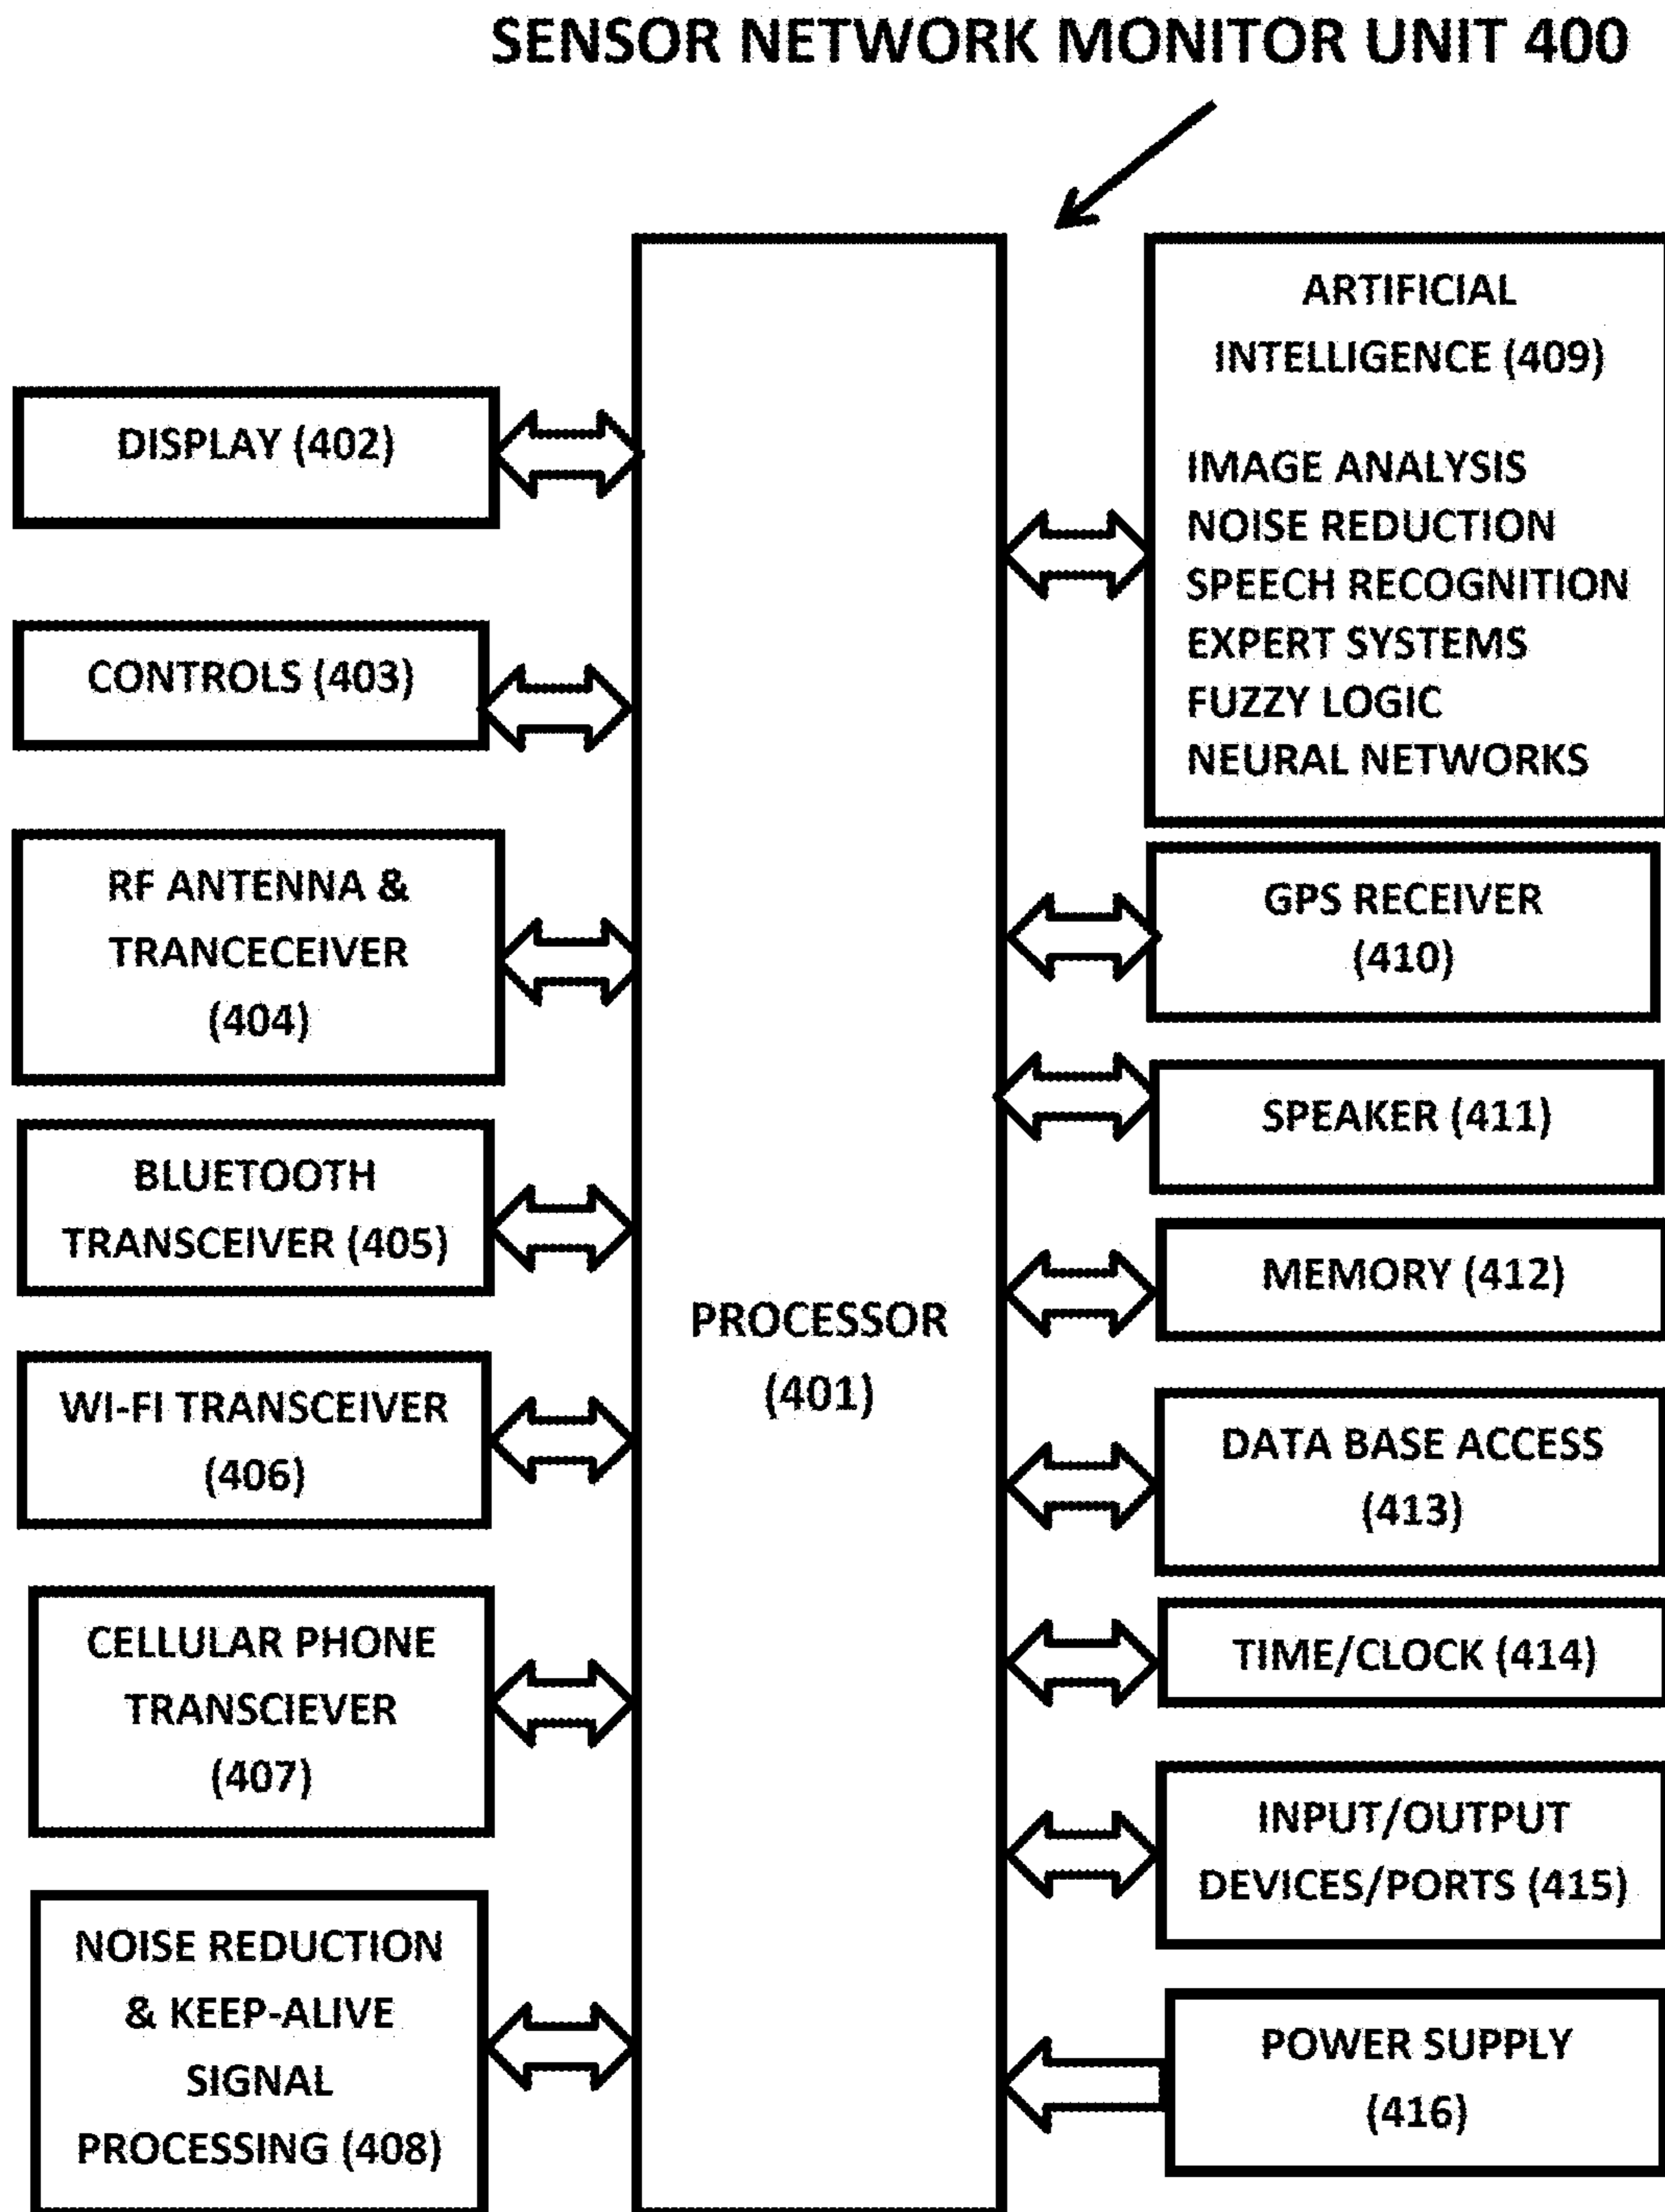 SENSOR NETWORK MONITOR UNIT 400
DISPLAY (402)
CONTROLS (403)
RF ANTENNA &
TRANCECEIVER
(404)
BLUETOOTH
TRANSCEIVER (405)
WI-FI TRANSCEIVER
(406)
CELLULAR PHONE
TRANSCIEVER
(407)
NOISE REDUCTION
& KEEP-ALIVE
SIGNAL
PROCESSING (408)
PROCESSOR
(401)
ARTIFICIAL
INTELLIGENCE (409)
IMAGE ANALYSIS
NOISE REDUCTION
SPEECH RECOGNITION
EXPERT SYSTEMS
FUZZY LOGIC
NEURAL NETWORKS
GPS RECEIVER
(410)
SPEAKER (411)
MEMORY (412)
DATA BASE ACCESS
(413)
TIME/CLOCK (414)
INPUT/OUTPUT
DEVICES/PORTS (415)
POWER SUPPLY
(416)